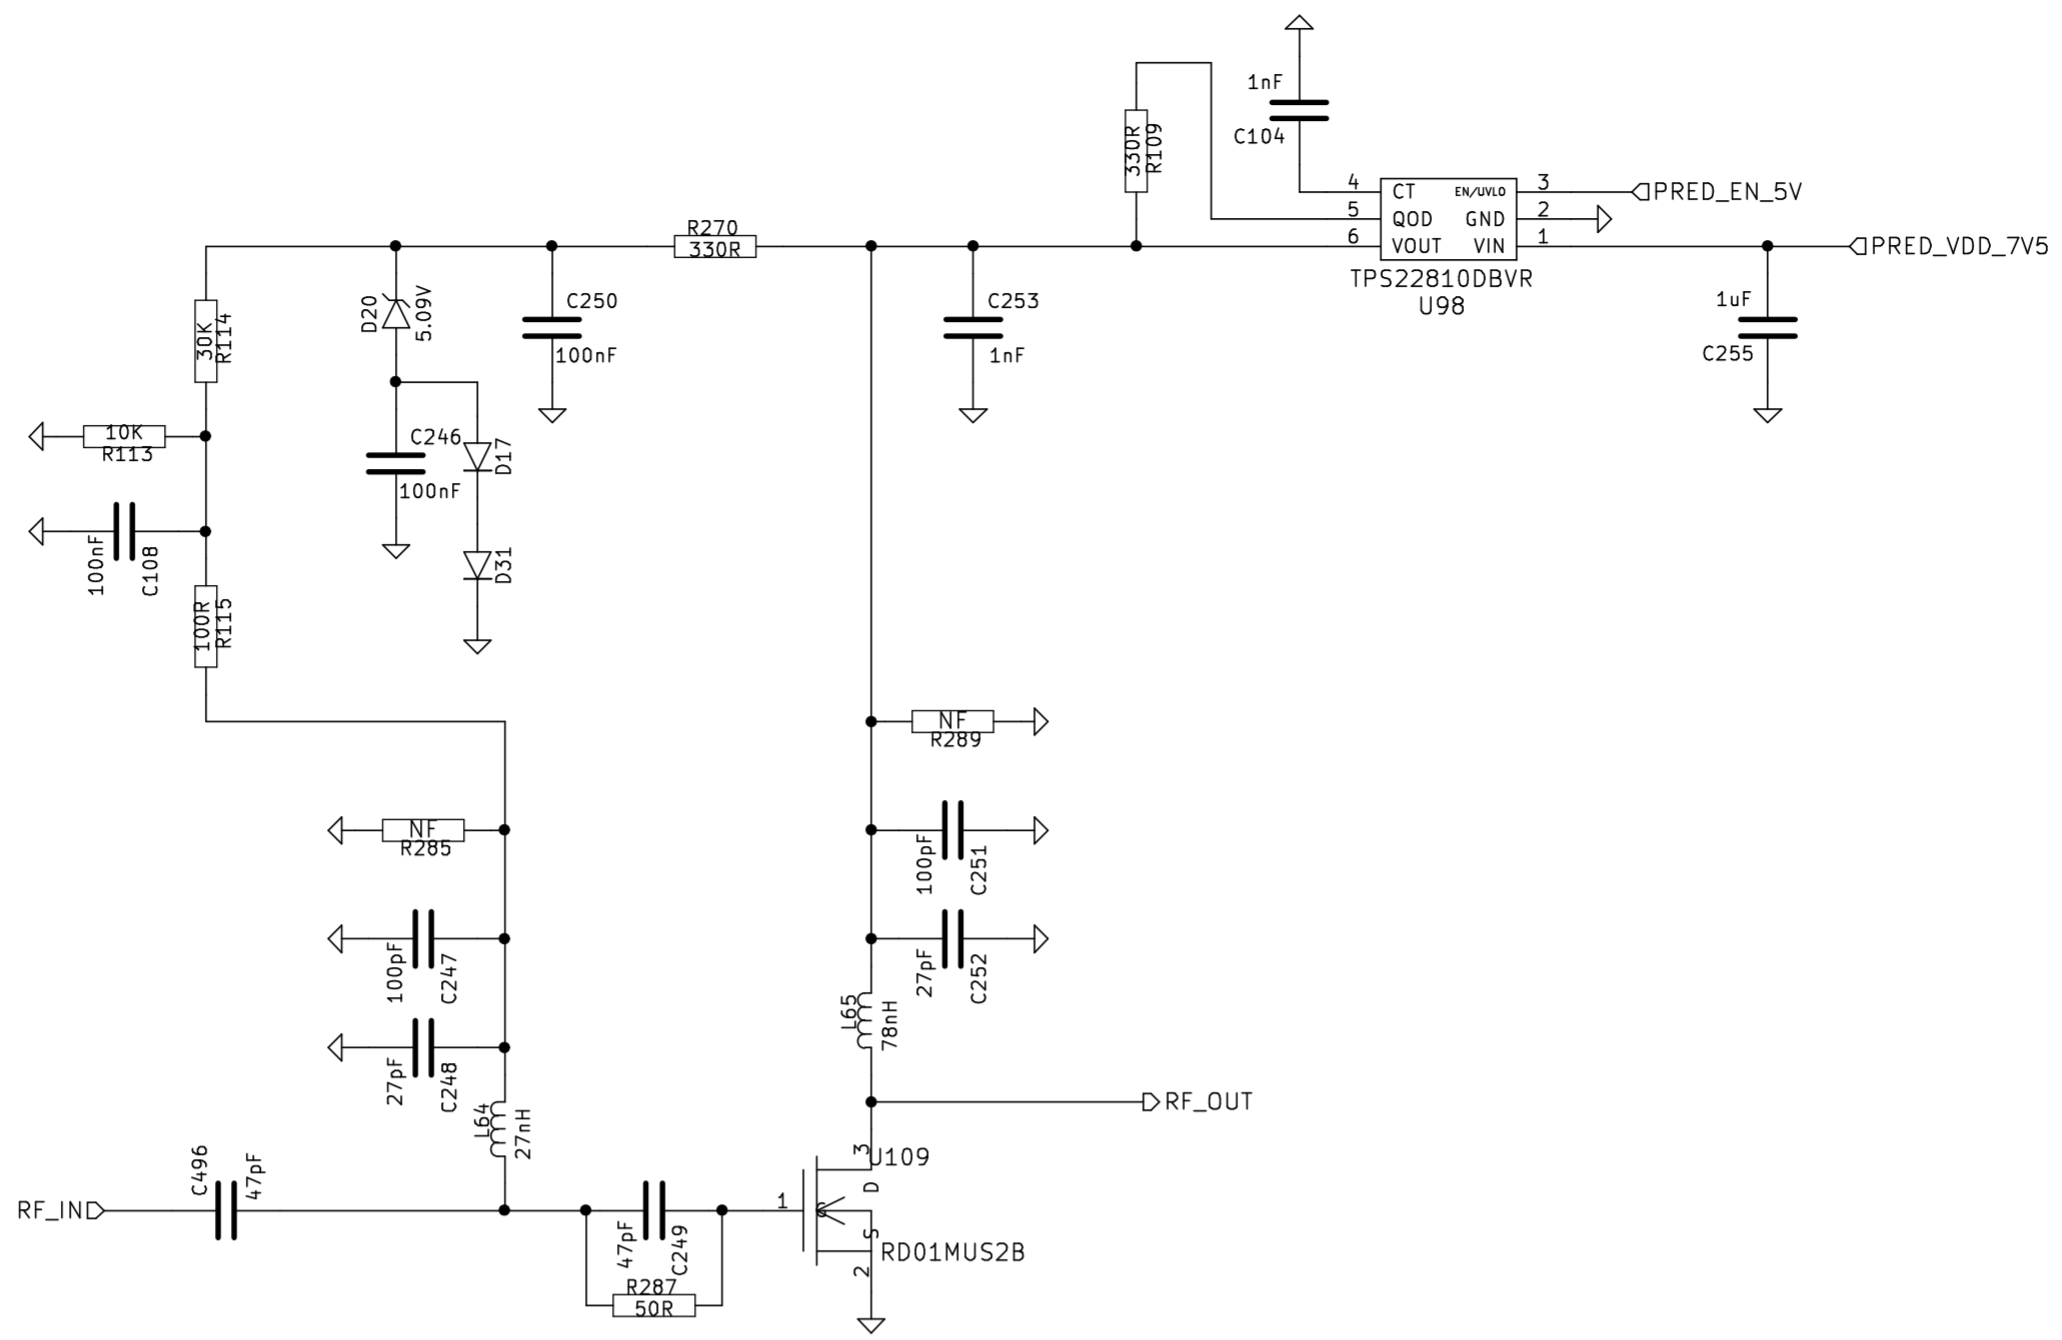 1nF
C104
330R
R109
4 CT EN/UVLO 3 PRED_EN_5V
5 QOD GND 2
6 VOUT VIN 1 PRED_VDD_7V5
TPS22810DBVR
U98
R270
330R
C250
100nF
C253
1nF
1uF
C255
D20
5.09V
30K
R114
10K
R113
C246
100nF
D17
D31
100nF
C108
100R
R115
NF
R289
NF
R285
100pF
C251
100pF
C247
27pF
C252
27pF
C248
L65
78nH
L64
27nH
RF_OUT
C496
47pF
RF_IN
47pF
C249
R287
50R
1
G
3
D
S
2
U109
RD01MUS2B